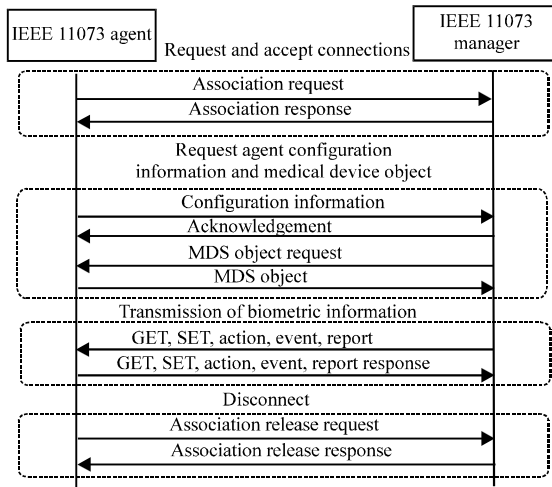 IEEE 11073 agent
IEEE 11073
manager
Request and accept connections
Association request
Association response
Request agent configuration
information and medical device object
Configuration information
Acknowledgement
MDS object request
MDS object
Transmission of biometric information
GET, SET, action, event, report
GET, SET, action, event, report response
Disconnect
Association release request
Association release response